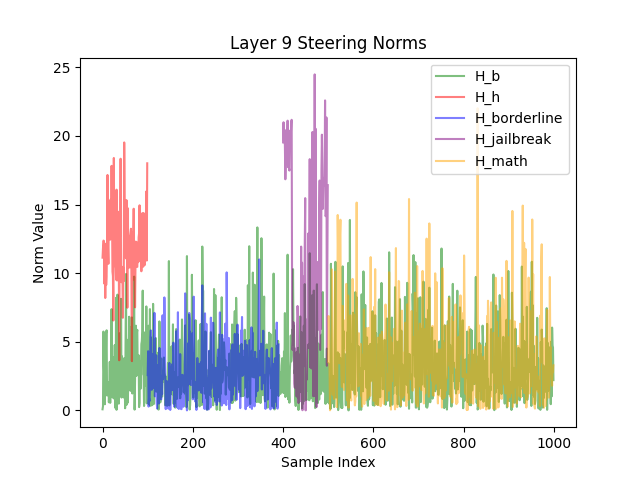 Layer 9 Steering Norms
25
20
15
10
5
0
Norm Value
0
200
400
600
800
1000
Sample Index
H_b
H_h
H_borderline
H_jailbreak
H_math